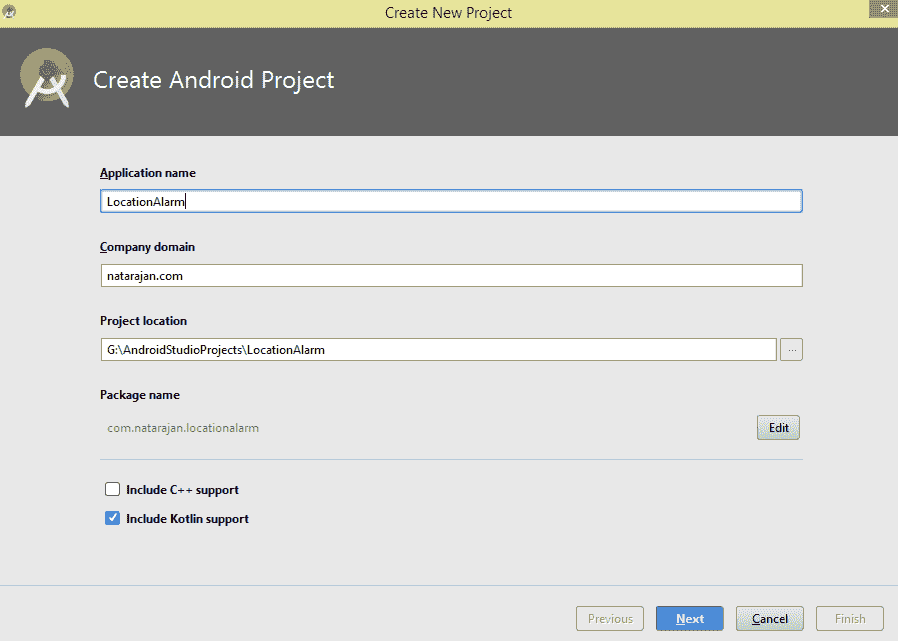 Create New Project
Create Android Project
Application name
LocationAlarm
Company domain
natarajan.com
Project location
G:\AndroidStudioProjects\LocationAlarm
...
Package name
com.natarajan.locationalarm
Edit
Include C++ support
Include Kotlin support
Previous
Next
Cancel
Finish